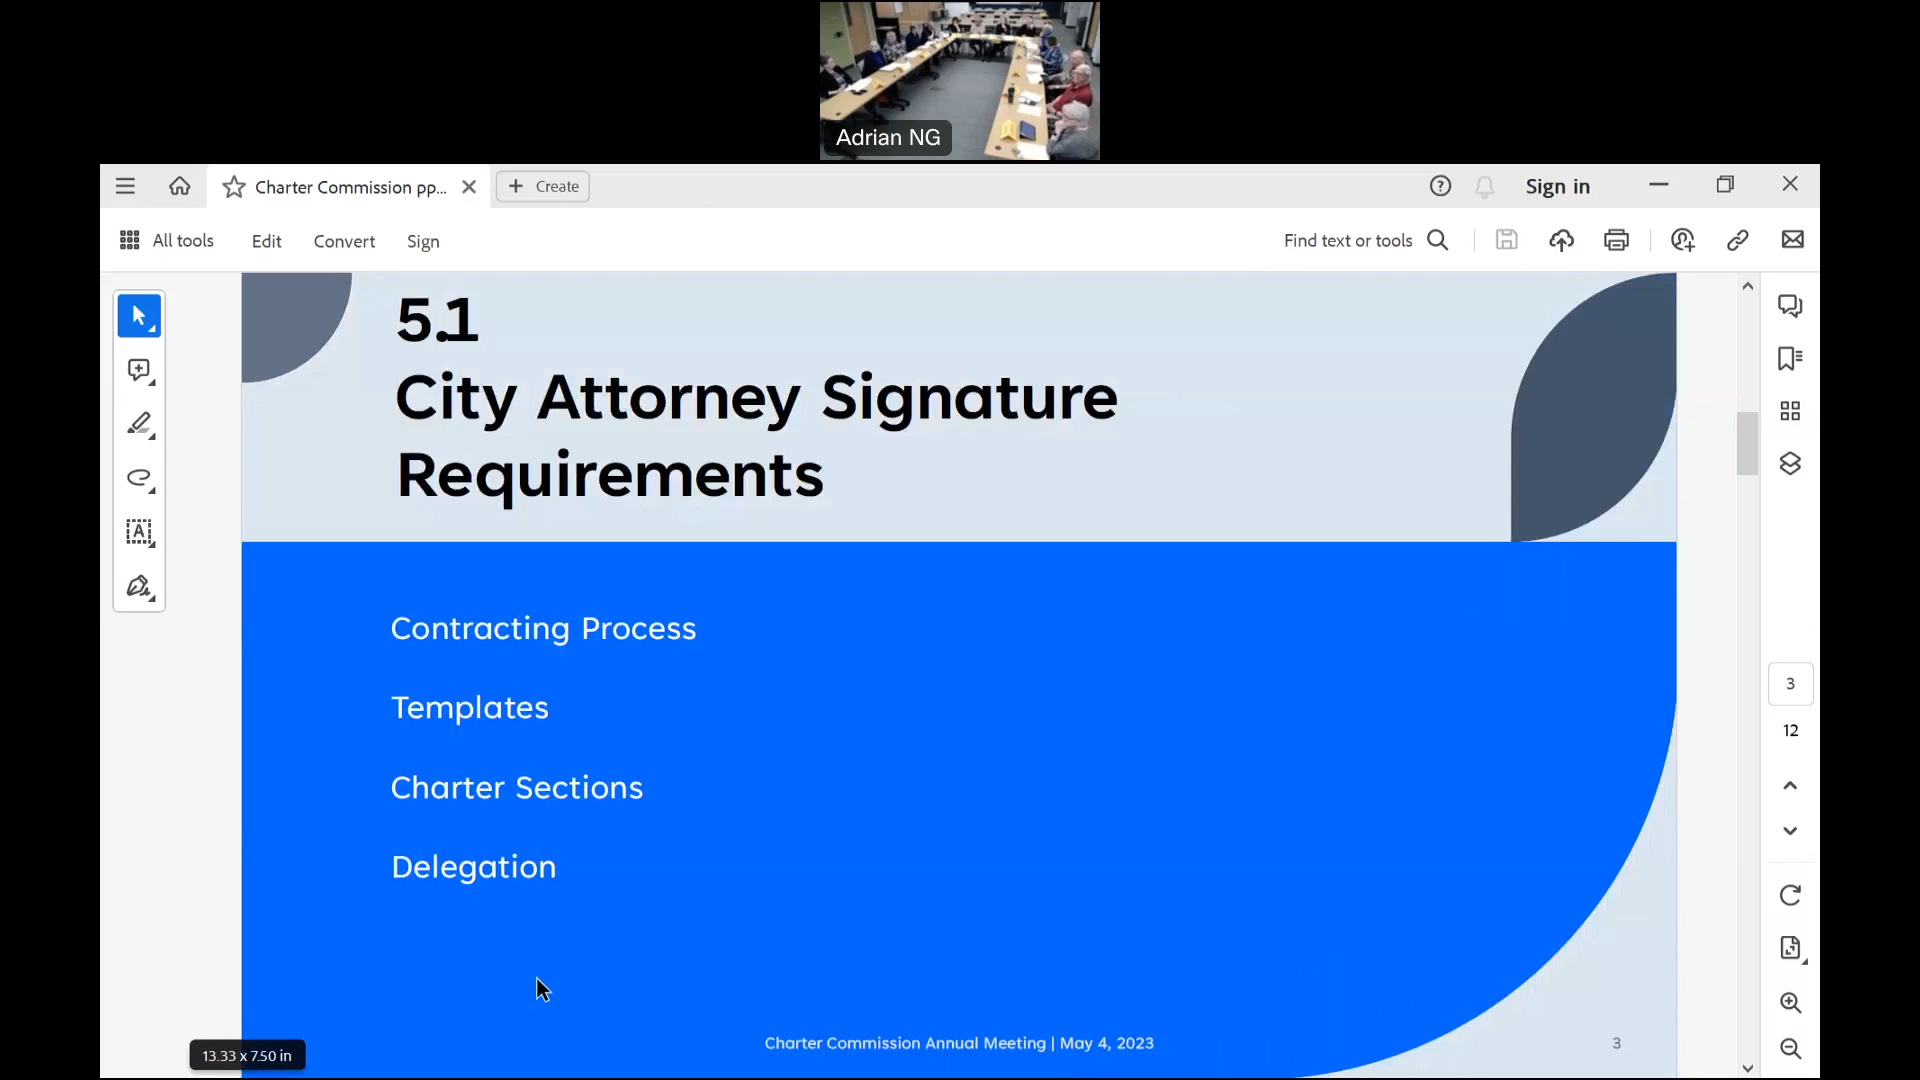 Adrian NG
Charter Commission pp...
Create
Sign in
All tools
Edit
Convert
Sign
Find text or tools
5.1
City Attorney Signature
Requirements
Contracting Process
Templates
Charter Sections
Delegation
3
12
Charter Commission Annual Meeting | May 4, 2023
3
13.33 x 7.50 in